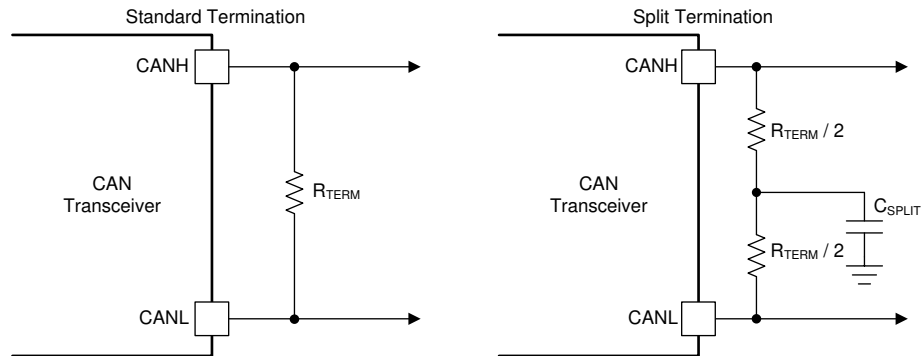 Standard Termination
CANH
CAN
Transceiver
RTERM
CANL
Split Termination
CANH
RTERM / 2
CAN
Transceiver
CSPLIT
RTERM / 2
CANL